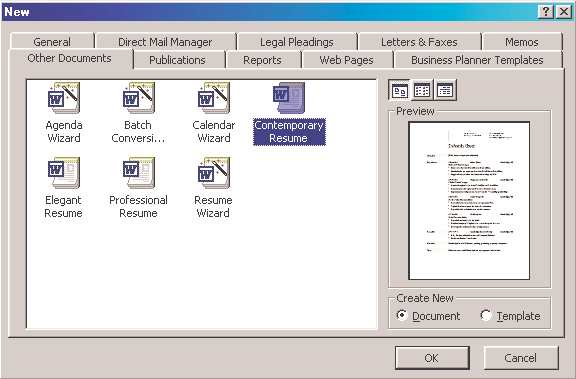 New
General Direct Mail Manager Legal Pleadings Letters & Faxes Memos
Other Documents Publications Reports Web Pages Business Planner Templates
Agenda Wizard
Batch Conversi...
Calendar Wizard
Contemporary Resume
Elegant Resume
Professional Resume
Resume Wizard
Preview
Create New
Document Template
OK Cancel